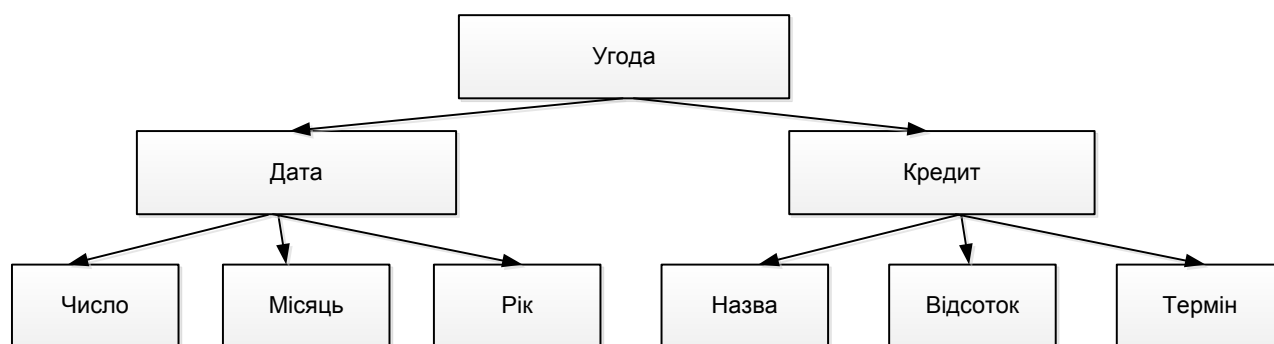 Угода
Дата
Кредит
Число
Місяць
Рік
Назва
Відсоток
Термін